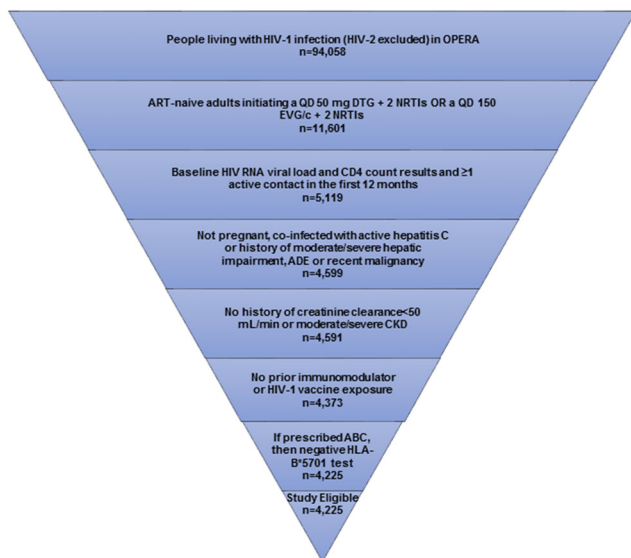 People living with HIV-1 infection (HIV-2 excluded) in OPERA
n=94,058
ART-naive adults initiating a QD 50 mg DTG + 2 NRTIs OR a QD 150
EVG/c + 2 NRTIs
n=11,601
Baseline HIV RNA viral load and CD4 count results and ≥1
active contact in the first 12 months
n=5,119
Not pregnant, co-infected with active hepatitis C
or history of moderate/severe hepatic
impairment, ADE or recent malignancy
n=4,599
No history of creatinine clearance<50
mL/min or moderate/severe CKD
n=4,591
No prior immunomodulator
or HIV-1 vaccine exposure
n=4,373
If prescribed ABC,
then negative HLA-
B*5701 test
n=4,225
Study Eligible
n=4,225